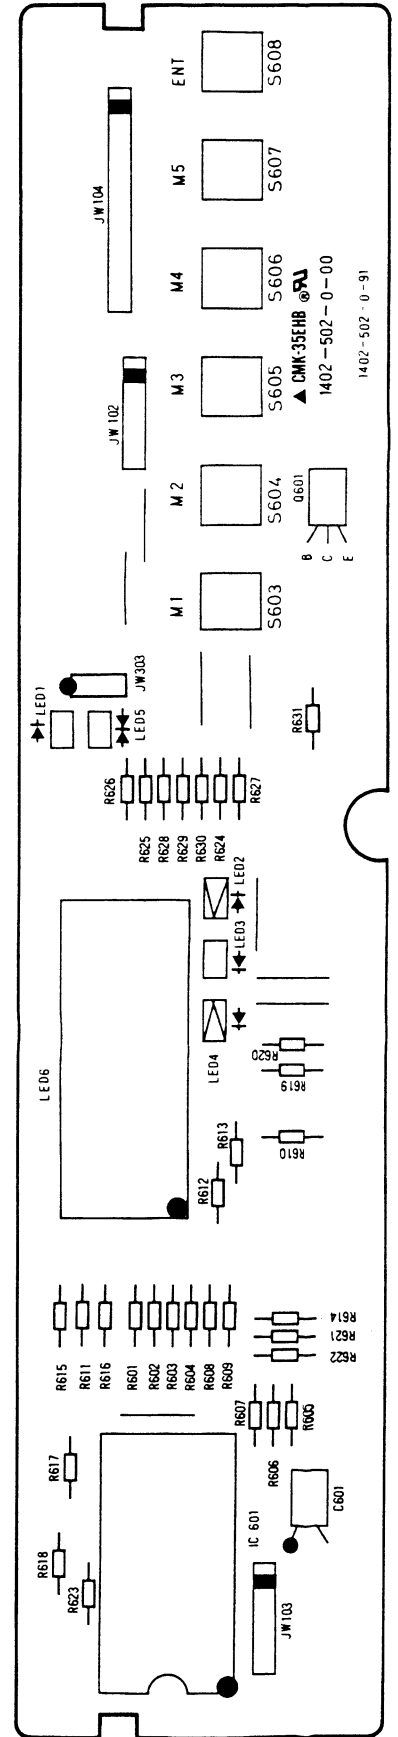 ENT
S608
M5
S607
JW104
M4
S606
▲ CMK-35EHB
1402-502-0-00
1402-502-0-91
M3
S605
JW102
M2
S604
Q601
B
C
E
M1
S603
JW303
LED1
LED5
R631
R626
R625
R628
R629
R630
R624
R627
LED2
LED3
LED4
LED6
R620
R619
R613
R610
R612
R615
R611
R616
R601
R602
R603
R604
R608
R609
R614
R621
R622
R607
R606
R605
R617
IC 601
C601
R618
R623
JW103